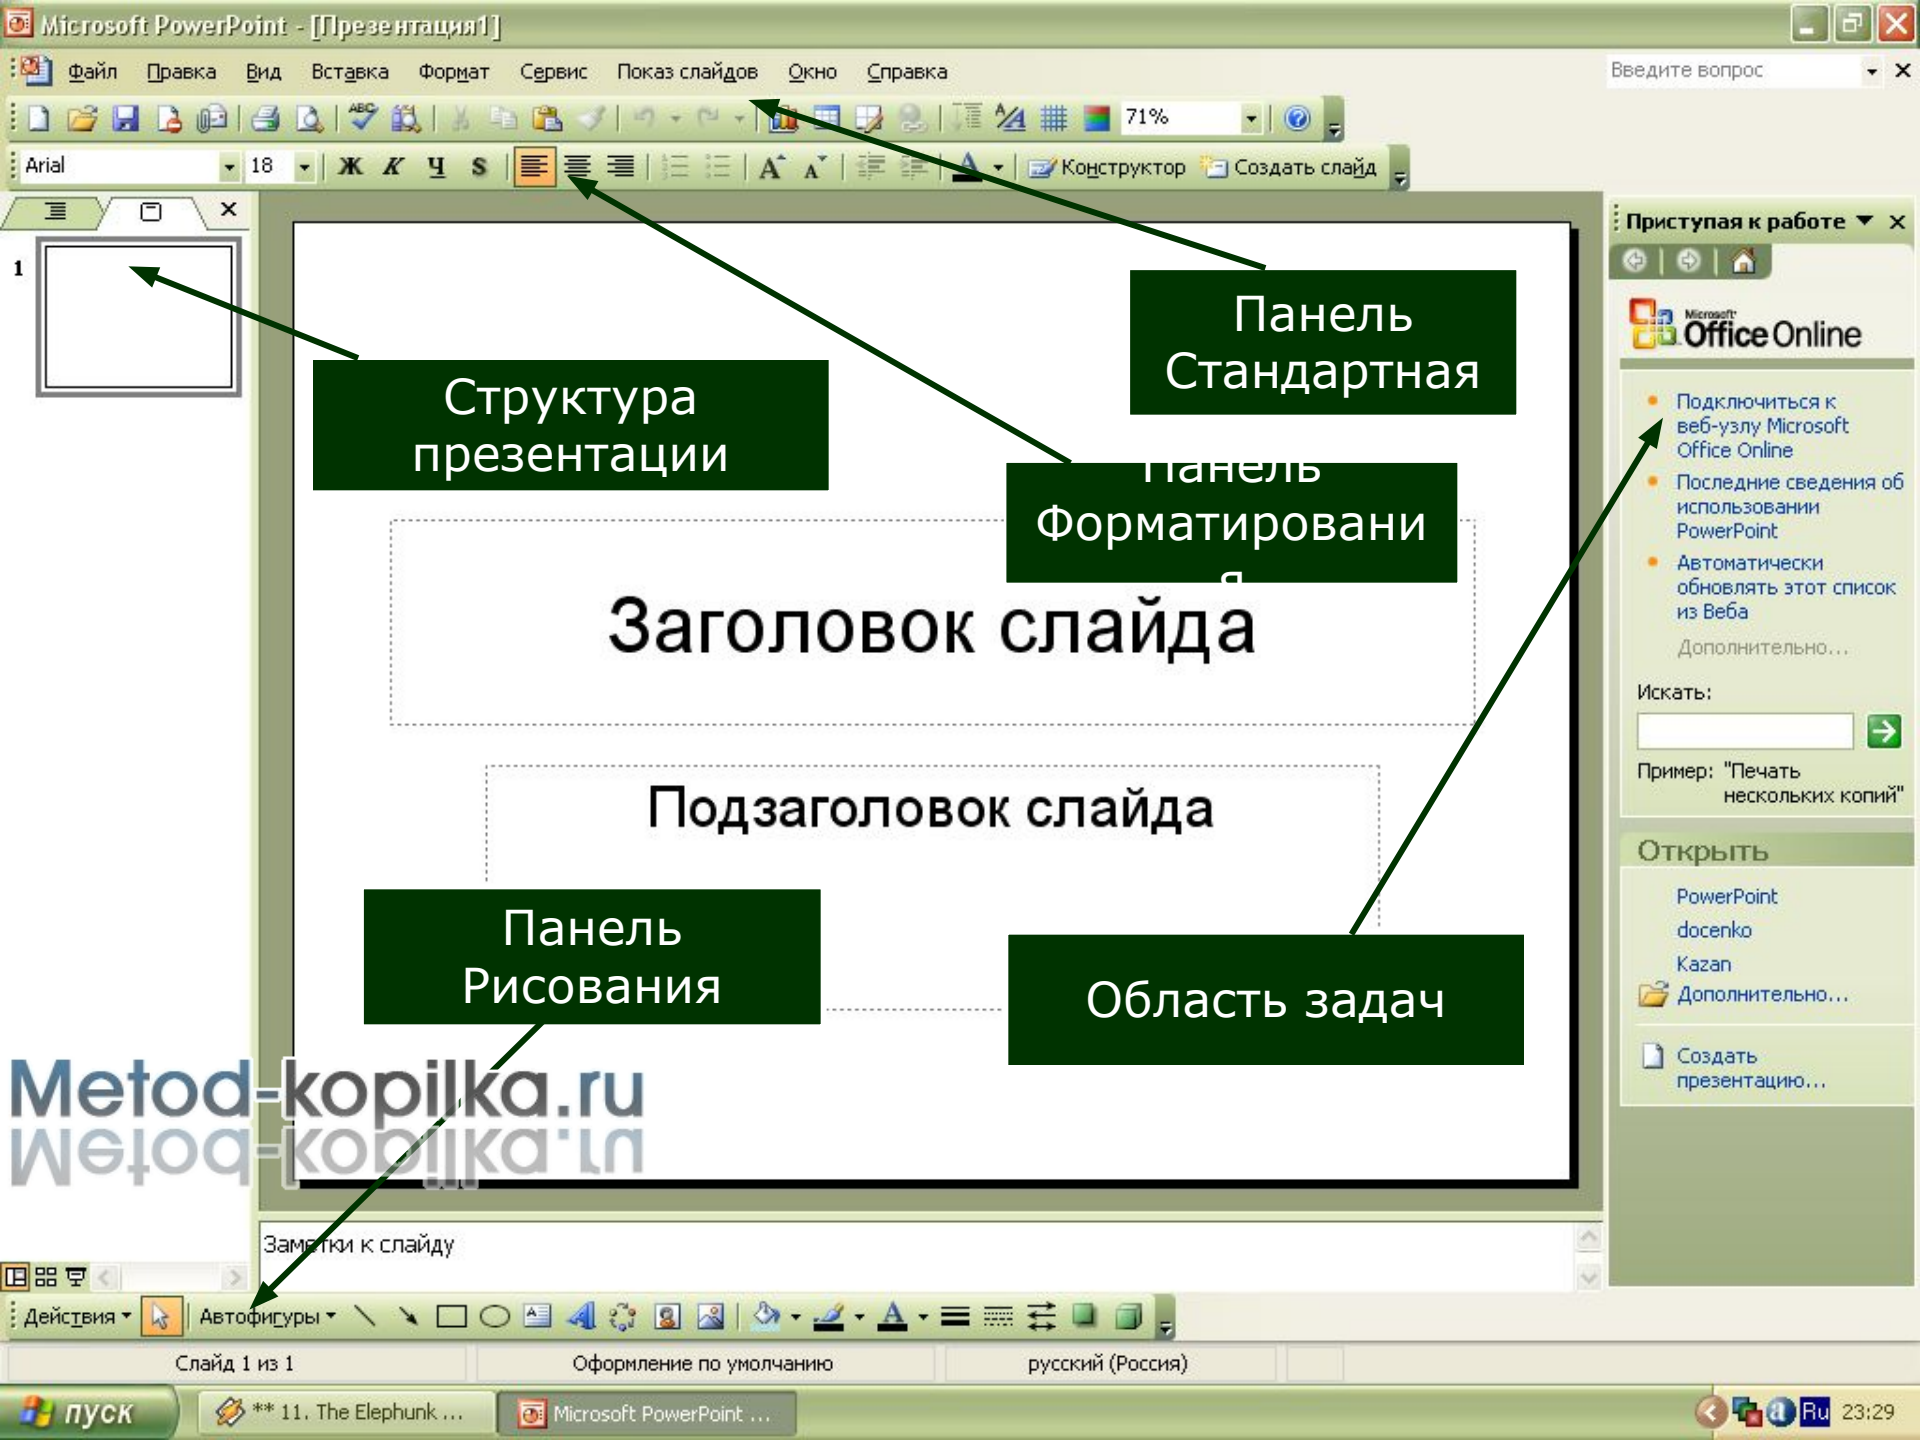 Microsoft PowerPoint - [Презентация1]
Файл Правка Вид Вставка Формат Сервис Показ слайдов Окно Справка
Введите вопрос
71%
Arial 18 Ж К Ч S Конструктор Создать слайд
1
Приступая к работе
Microsoft
Office Online
Подключиться к
веб-узлу Microsoft
Office Online
Последние сведения об
использовании
PowerPoint
Автоматически
обновлять этот список
из Веба
Дополнительно...
Искать:
Пример: "Печать
нескольких копий"
Открыть
PowerPoint
docenko
Kazan
Дополнительно...
Создать
презентацию...
Панель
Стандартная
Структура
презентации
Панель
Форматировани
я
Заголовок слайда
Подзаголовок слайда
Панель
Рисования
Область задач
Metod-kopilka.ru
Заметки к слайду
Действия Автофигуры
Слайд 1 из 1 Оформление по умолчанию русский (Россия)
пуск ** 11. The Elephunk ... Microsoft PowerPoint ... Ru 23:29